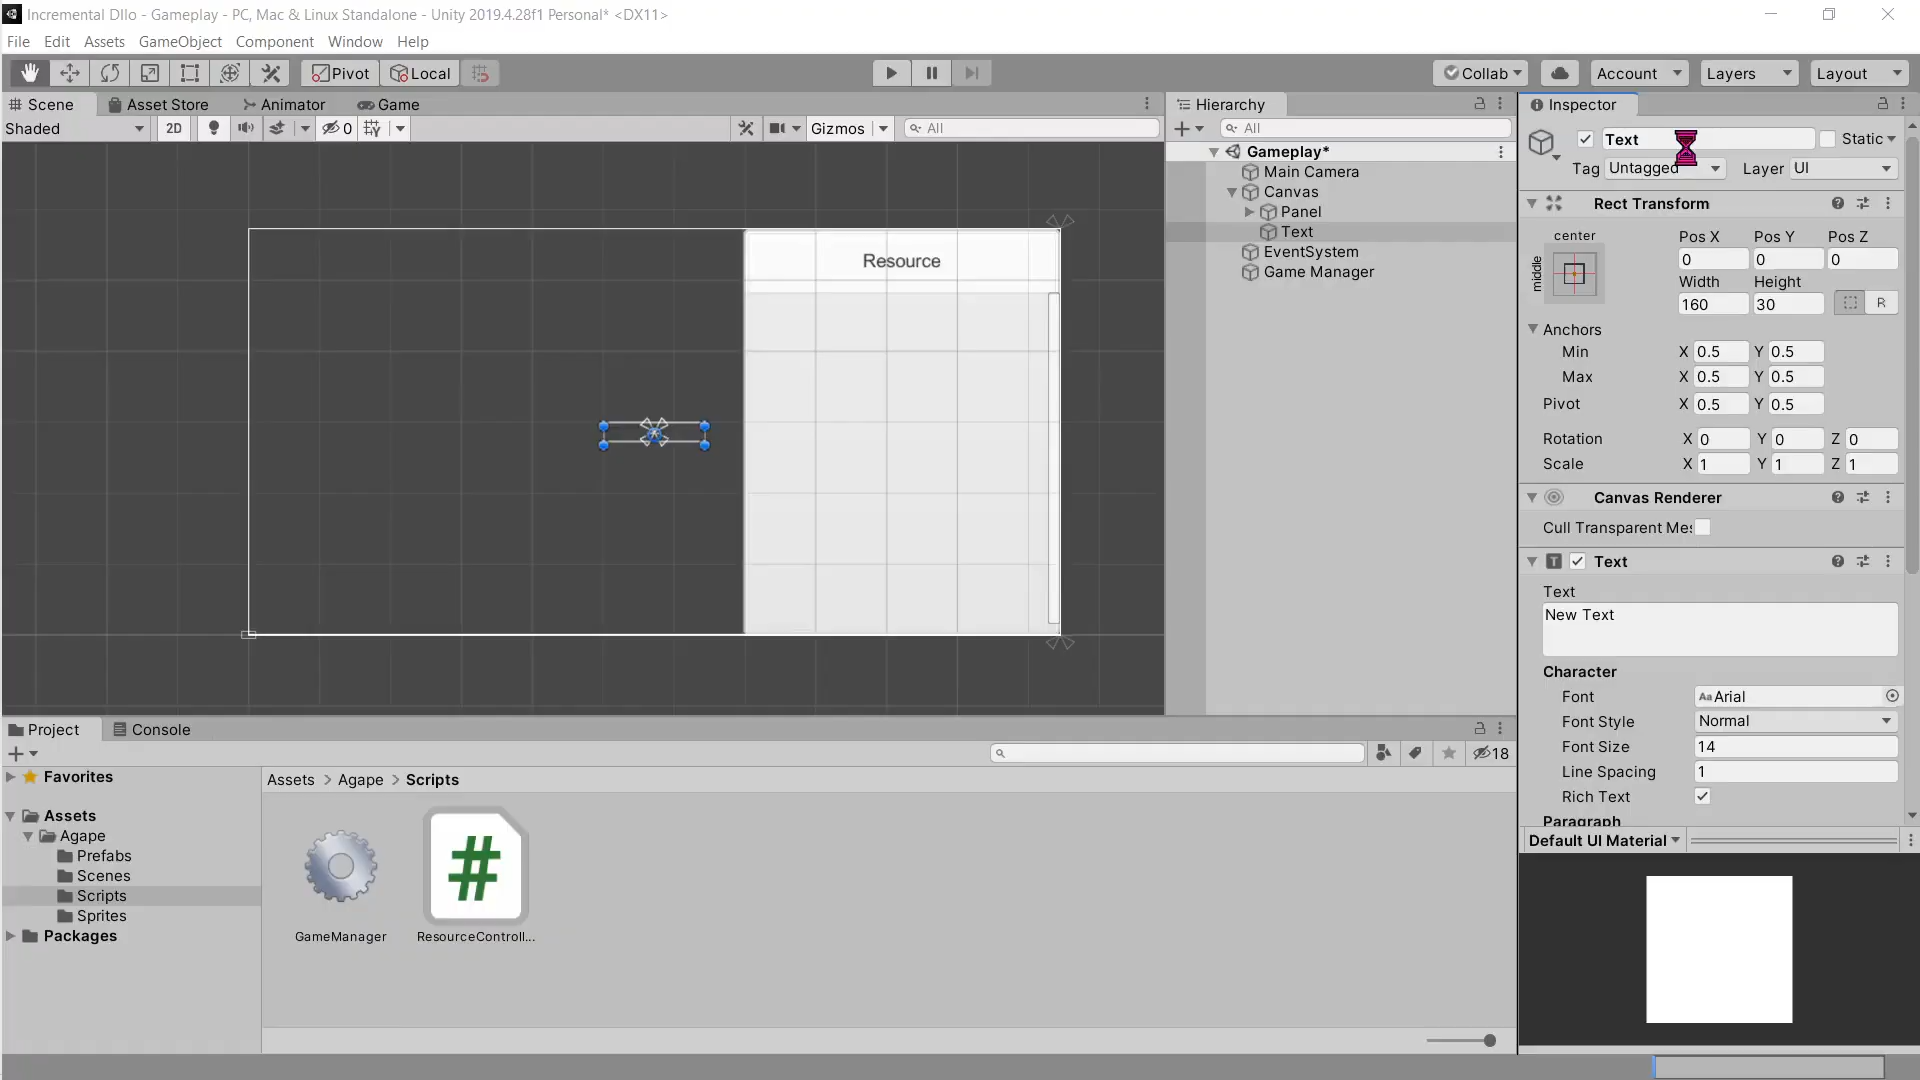 Incremental Dllo - Gameplay - PC, Mac & Linux Standalone - Unity 2019.4.28f1 Personal* <DX11>
File Edit Assets GameObject Component Window Help
Pivot Local Collab Account Layers Layout
Scene Asset Store Animator Game
Shaded 2D 0 Gizmos All
Resource
Hierarchy
All
Gameplay*
Main Camera
Canvas
Panel
Text
EventSystem
Game Manager
Inspector
Text Static
Tag Untagged Layer UI
Rect Transform
center Pos X Pos Y Pos Z
middle 0 0 0
Width Height
160 30 R
Anchors
Min X 0.5 Y 0.5
Max X 0.5 Y 0.5
Pivot X 0.5 Y 0.5
Rotation X 0 Y 0 Z 0
Scale X 1 Y 1 Z 1
Canvas Renderer
Cull Transparent Mes
Text
Text
New Text
Character
Font Aa Arial
Font Style Normal
Font Size 14
Line Spacing 1
Rich Text
Paragraph
Default UI Material
Project Console
18
Favorites
Assets
Agape
Prefabs
Scenes
Scripts
Sprites
Packages
Assets > Agape > Scripts
GameManager ResourceControll...